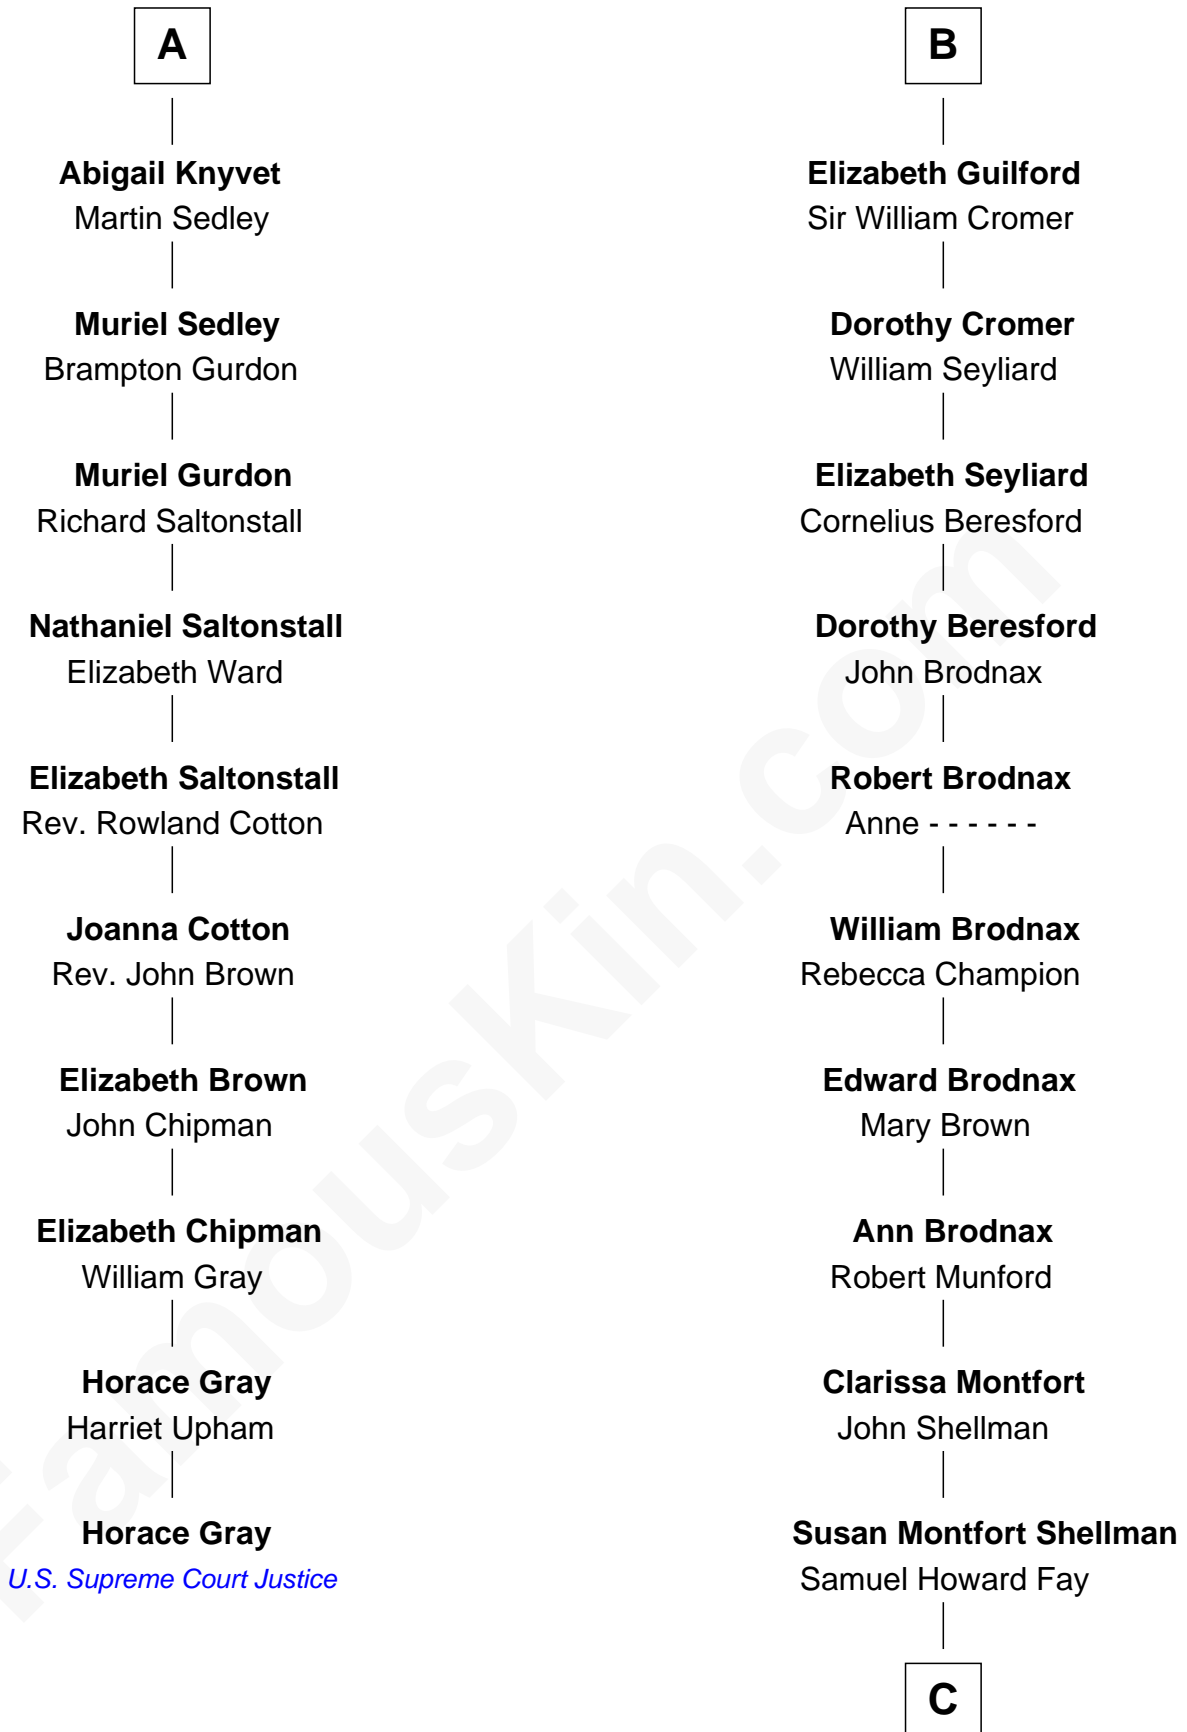 A
Abigail Knyvet
Martin Sedley
Muriel Sedley
Brampton Gurdon
Muriel Gurdon
Richard Saltonstall
Nathaniel Saltonstall
Elizabeth Ward
Elizabeth Saltonstall
Rev. Rowland Cotton
Joanna Cotton
Rev. John Brown
Elizabeth Brown
John Chipman
Elizabeth Chipman
William Gray
Horace Gray
Harriet Upham
Horace Gray
U.S. Supreme Court Justice
B
Elizabeth Guilford
Sir William Cromer
Dorothy Cromer
William Seyliard
Elizabeth Seyliard
Cornelius Beresford
Dorothy Beresford
John Brodnax
Robert Brodnax
Anne - - - - - -
William Brodnax
Rebecca Champion
Edward Brodnax
Mary Brown
Ann Brodnax
Robert Munford
Clarissa Montfort
John Shellman
Susan Montfort Shellman
Samuel Howard Fay
C
FamousKin.com